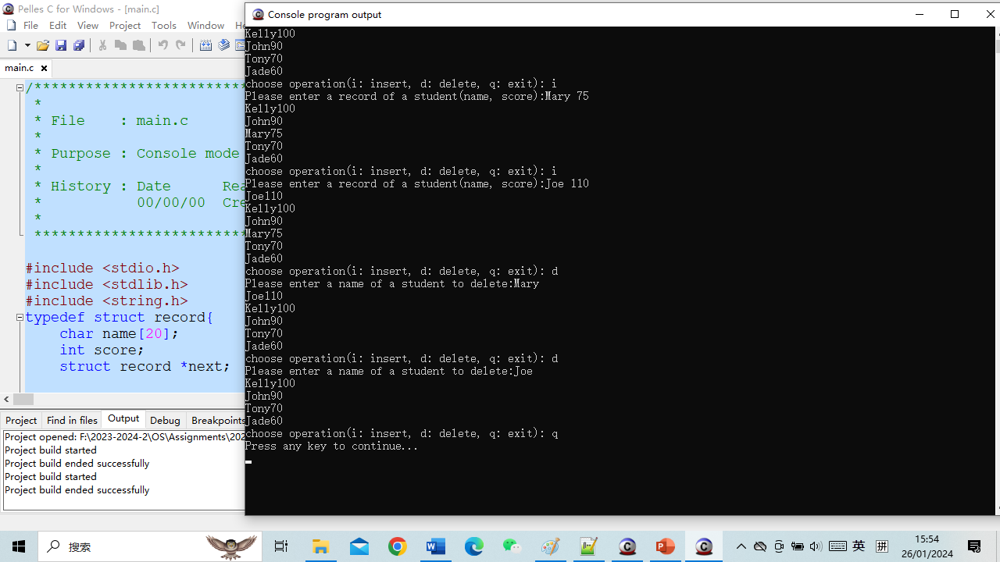 Pelles C for Windows - [main.c]
File Edit View Project Tools Window He
main.c
/*************************
*
* File : main.c
*
* Purpose : Console mode
*
* History : Date Rea
* 00/00/00 Cre
*
*************************
#include <stdio.h>
#include <stdlib.h>
#include <string.h>
typedef struct record{
char name[20];
int score;
struct record *next;
Project Find in files Output Debug Breakpoints
Project opened: F:\2023-2024-2\OS\Assignments\202
Project build started
Project build ended successfully
Project build started
Project build ended successfully
Console program output
Kelly100
John90
Tony70
Jade60
choose operation(i: insert, d: delete, q: exit): i
Please enter a record of a student(name, score):Mary 75
Kelly100
John90
Mary75
Tony70
Jade60
choose operation(i: insert, d: delete, q: exit): i
Please enter a record of a student(name, score):Joe 110
Joe110
Kelly100
John90
Mary75
Tony70
Jade60
choose operation(i: insert, d: delete, q: exit): d
Please enter a name of a student to delete:Mary
Joe110
Kelly100
John90
Tony70
Jade60
choose operation(i: insert, d: delete, q: exit): d
Please enter a name of a student to delete:Joe
Kelly100
John90
Tony70
Jade60
choose operation(i: insert, d: delete, q: exit): q
Press any key to continue...
搜索
英
拼
15:54
26/01/2024